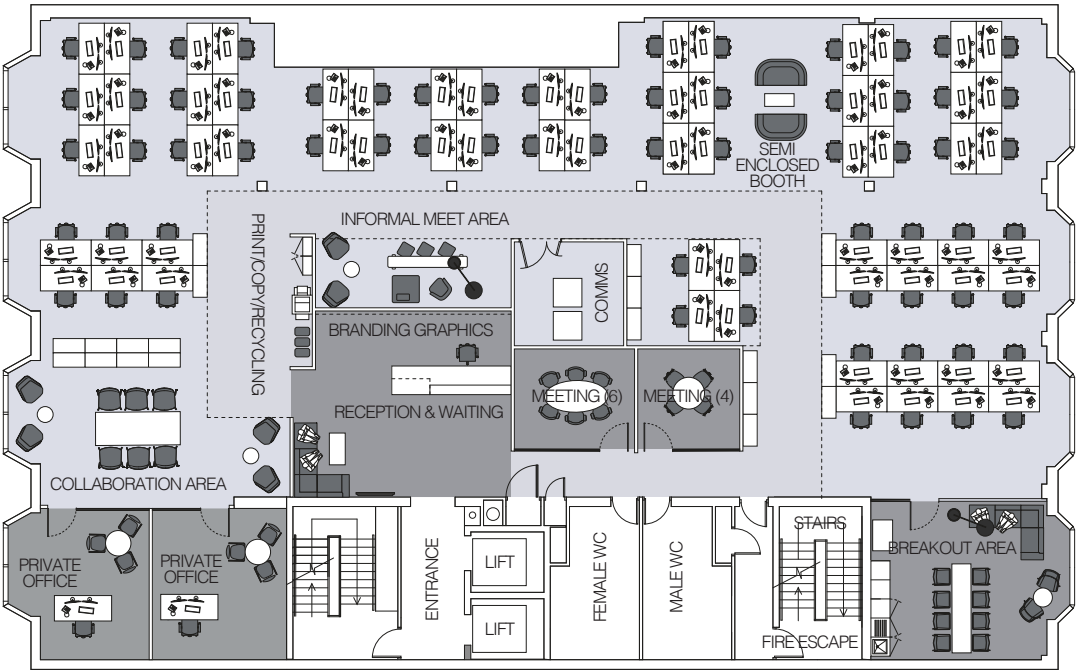 SEMI
ENCLOSED
BOOTH
INFORMAL MEET AREA
PRINT/COPY/RECYCLING
COMMS
BRANDING GRAPHICS
RECEPTION & WAITING
MEETING (6)
MEETING (4)
COLLABORATION AREA
PRIVATE
OFFICE
PRIVATE
OFFICE
ENTRANCE
LIFT
LIFT
FEMALE WC
MALE WC
STAIRS
FIRE ESCAPE
BREAKOUT AREA